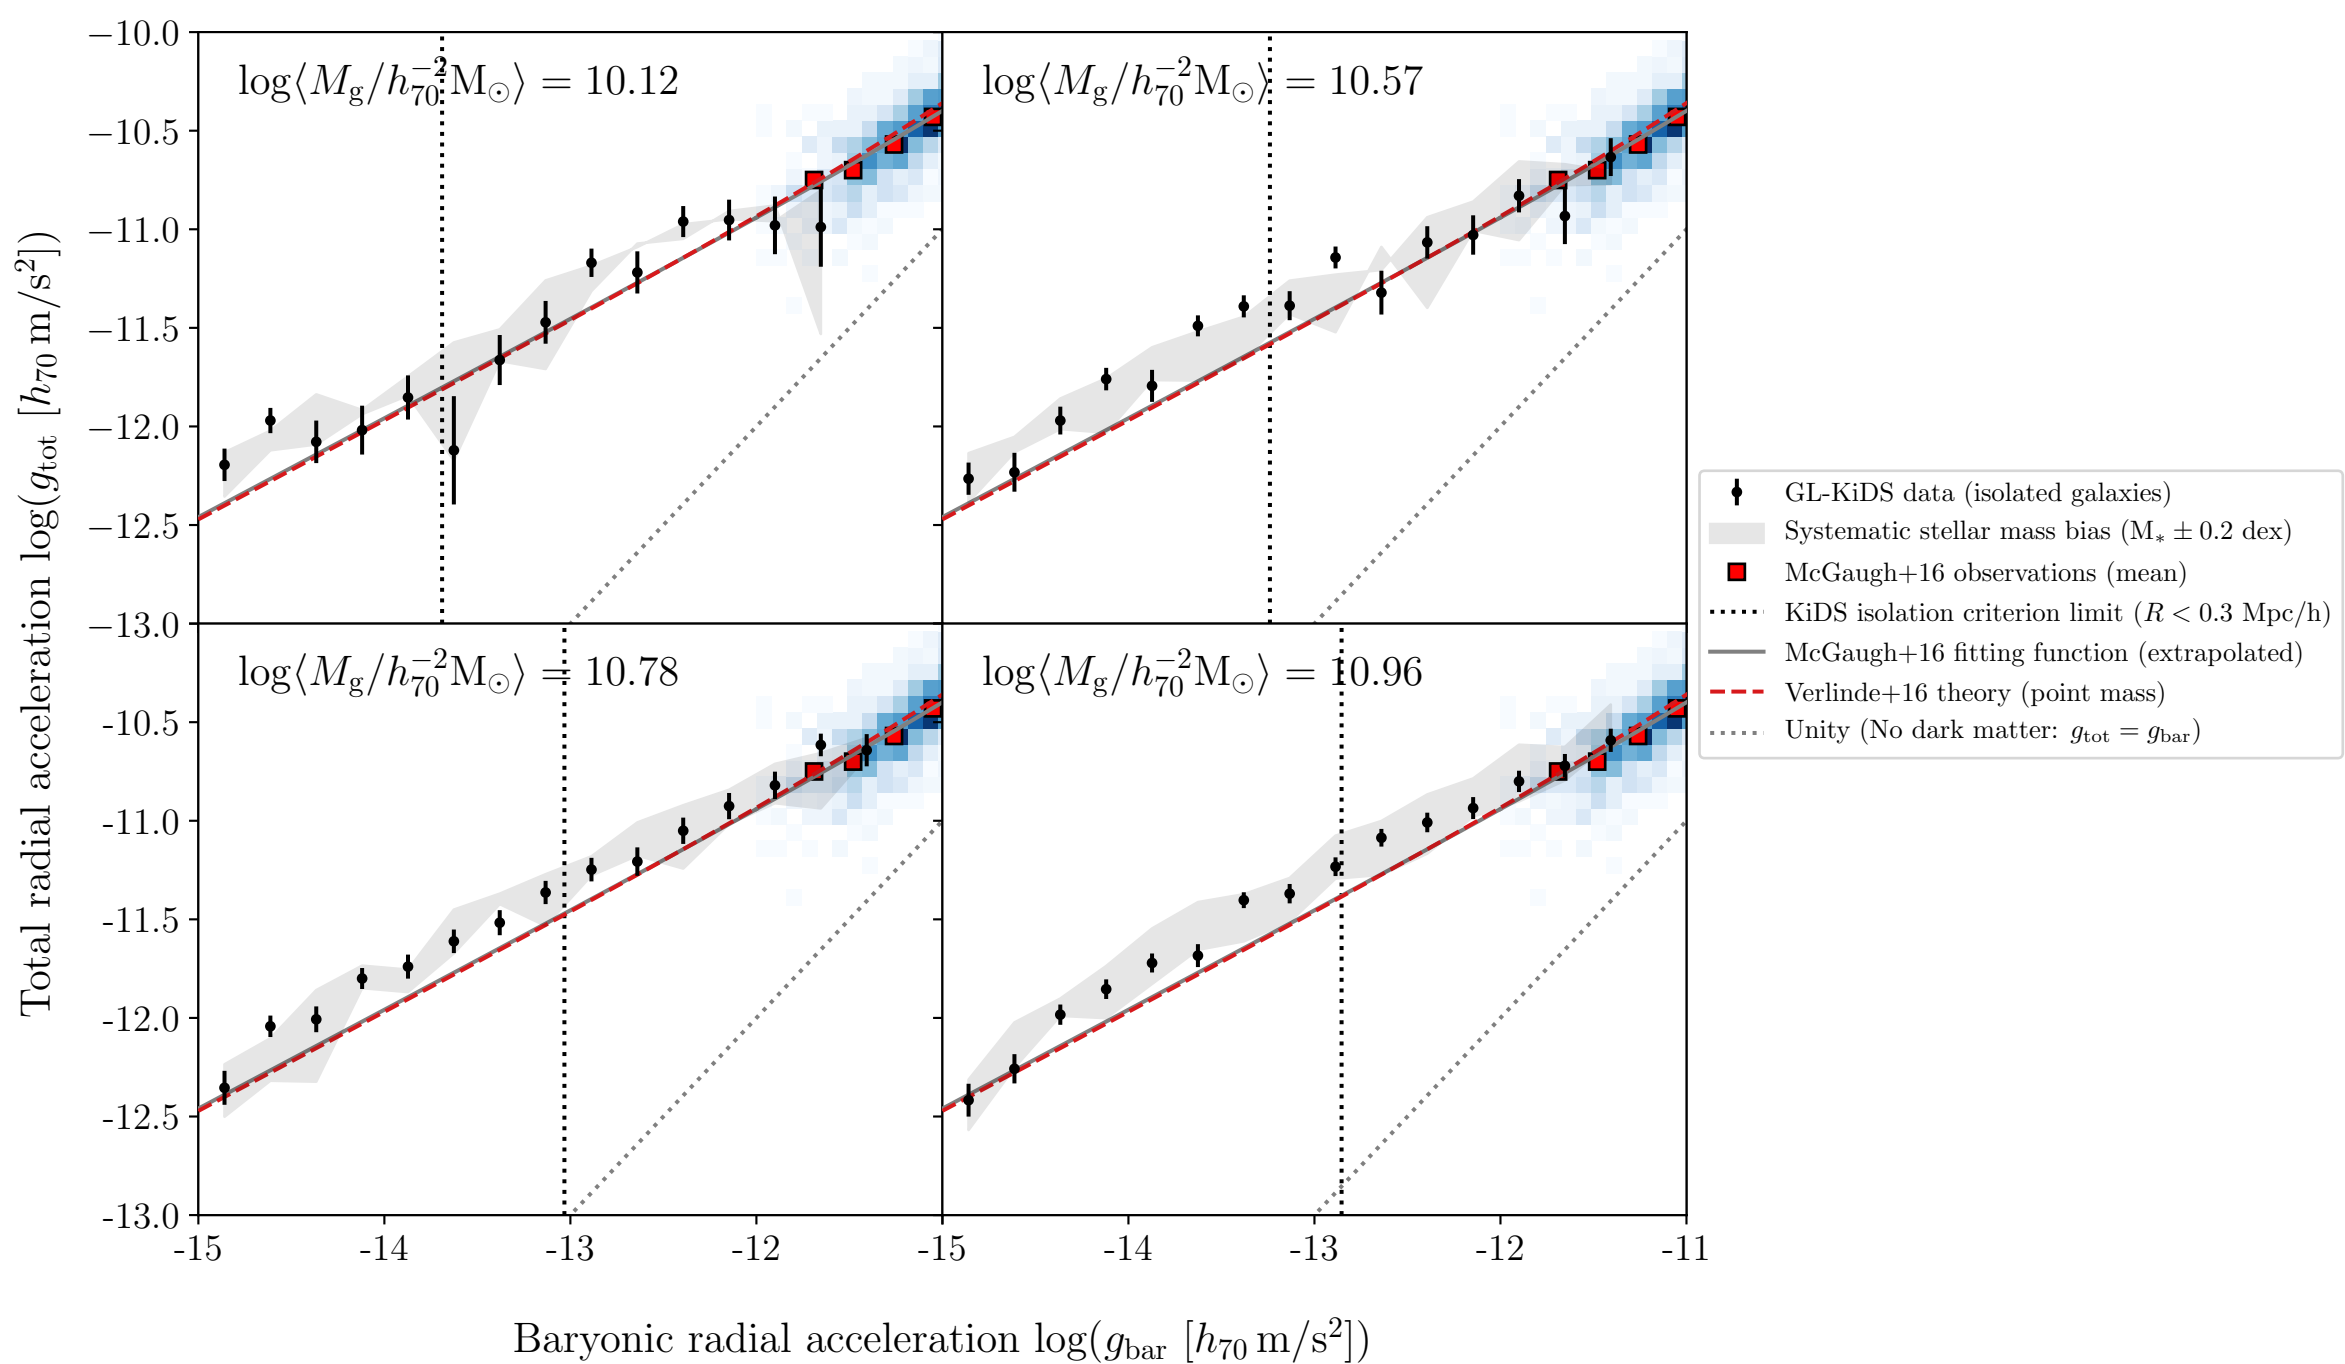 Total radial acceleration log(g_tot [h_70 m/s^2])
−10.0
−10.5
−11.0
−11.5
−12.0
−12.5
−13.0
log⟨M_g/h_70^−2 M_⊙⟩ = 10.12
log⟨M_g/h_70^−2 M_⊙⟩ = 10.57
-10.5
-11.0
-11.5
-12.0
-12.5
-13.0
log⟨M_g/h_70^−2 M_⊙⟩ = 10.78
log⟨M_g/h_70^−2 M_⊙⟩ = 10.96
-15 -14 -13 -12 -15 -14 -13 -12 -11
Baryonic radial acceleration log(g_bar [h_70 m/s^2])
GL-KiDS data (isolated galaxies)
Systematic stellar mass bias (M_* ± 0.2 dex)
McGaugh+16 observations (mean)
KiDS isolation criterion limit (R < 0.3 Mpc/h)
McGaugh+16 fitting function (extrapolated)
Verlinde+16 theory (point mass)
Unity (No dark matter: g_tot = g_bar)